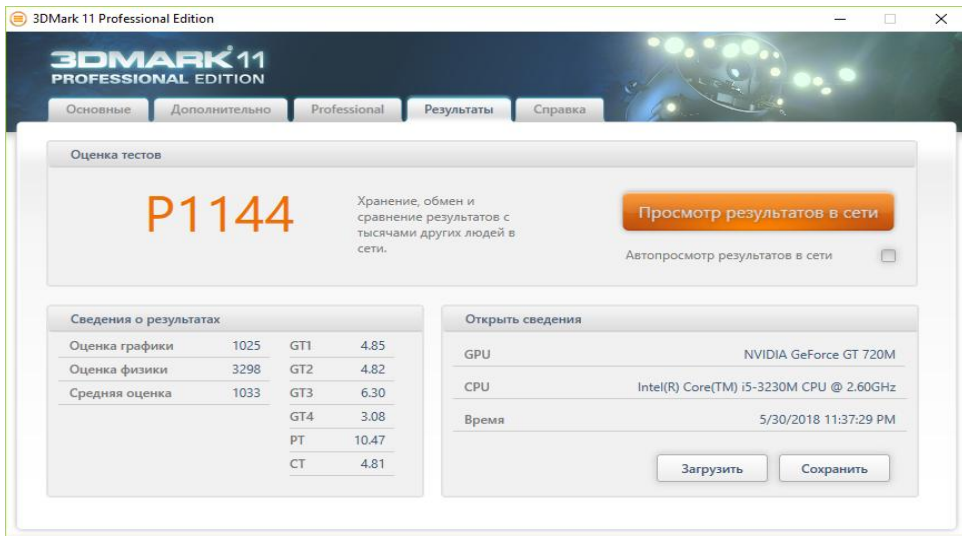 3DMark 11 Professional Edition
3DMARK 11
PROFESSIONAL EDITION
Основные Дополнительно Professional Результаты Справка
Оценка тестов
P1144
Хранение, обмен и
сравнение результатов с
тысячами других людей в
сети.
Просмотр результатов в сети
Автопросмотр результатов в сети
Сведения о результатах
Оценка графики 1025 GT1 4.85
Оценка физики 3298 GT2 4.82
Средняя оценка 1033 GT3 6.30
GT4 3.08
PT 10.47
CT 4.81
Открыть сведения
GPU NVIDIA GeForce GT 720M
CPU Intel(R) Core(TM) i5-3230M CPU @ 2.60GHz
Время 5/30/2018 11:37:29 PM
Загрузить Сохранить